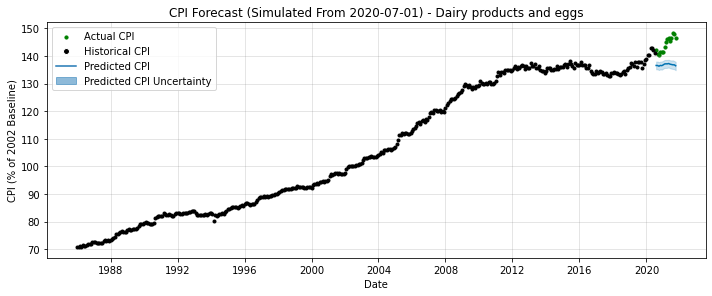 CPI Forecast (Simulated From 2020-07-01) - Dairy products and eggs
Actual CPI
Historical CPI
Predicted CPI
Predicted CPI Uncertainty
CPI (% of 2002 Baseline)
150
140
130
120
110
100
90
80
70
1988
1992
1996
2000
2004
2008
2012
2016
2020
Date